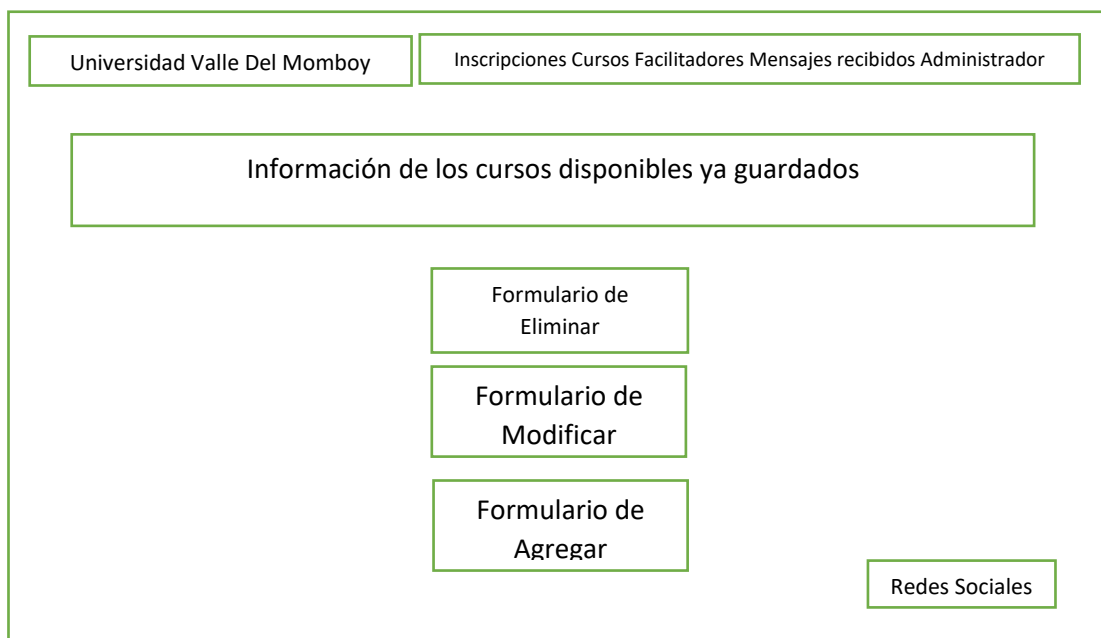 Universidad Valle Del Momboy
Inscripciones Cursos Facilitadores Mensajes recibidos Administrador
Información de los cursos disponibles ya guardados
Formulario de
Eliminar
Formulario de
Modificar
Formulario de
Agregar
Redes Sociales